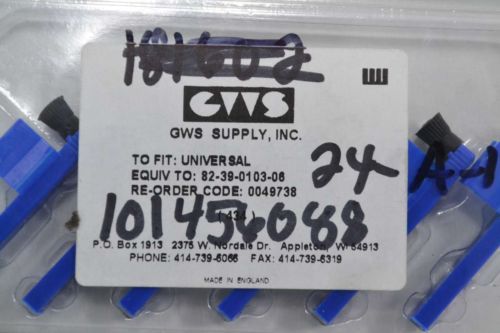 181602
GWS
GWS SUPPLY, INC.
TO FIT: UNIVERSAL
EQUIV TO: 82-39-0103-06
RE-ORDER CODE: 0049738
24 A-1
(434)
101456088
P.O. Box 1913 2375 W. Nordale Dr. Appleton, WI 54913
PHONE: 414-739-6066 FAX: 414-739-6319
MADE IN ENGLAND